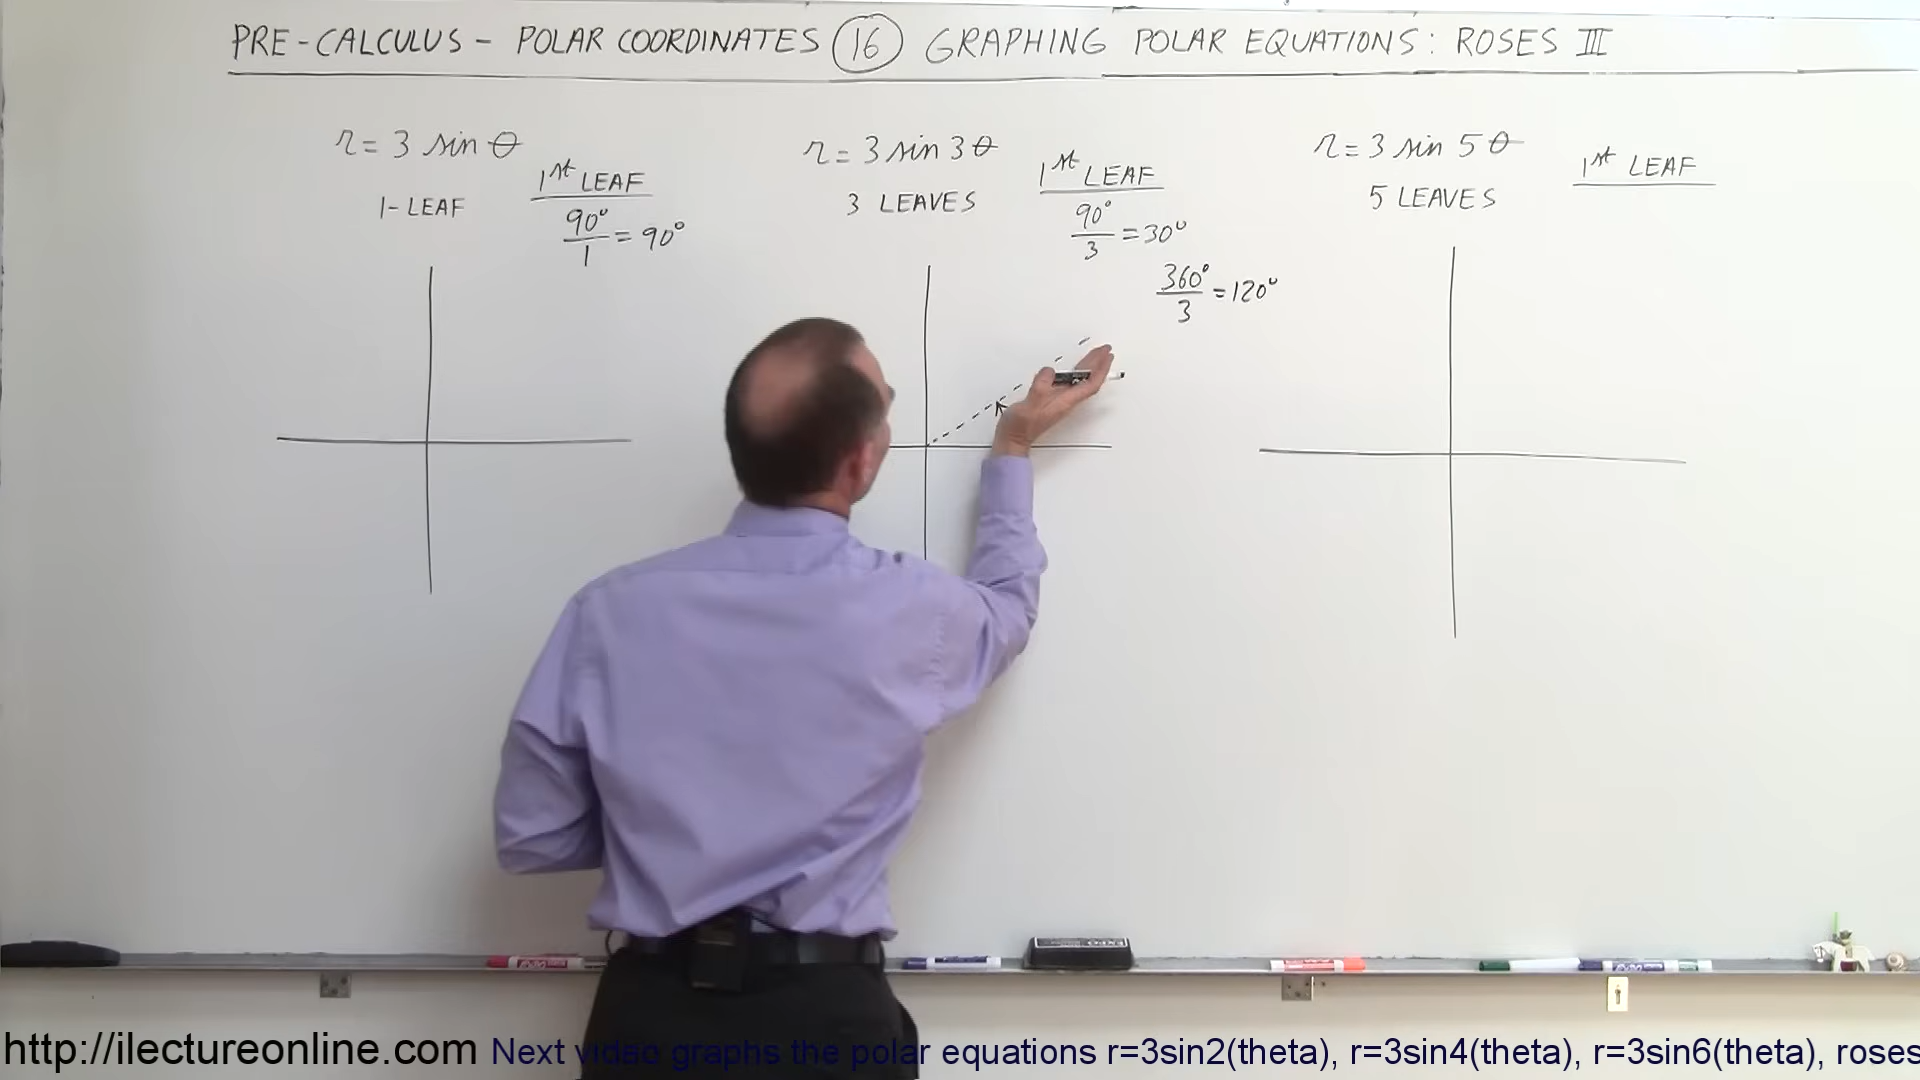 PRE-CALCULUS - POLAR COORDINATES 16 GRAPHING POLAR EQUATIONS: ROSES III
r = 3 sin θ
1-LEAF
1st LEAF
90°/1 = 90°
r = 3 sin 3θ
3 LEAVES
1st LEAF
90°/3 = 30°
360°/3 = 120°
r = 3 sin 5θ
5 LEAVES
1st LEAF
EXPO
http://ilectureonline.com Next video graphs the polar equations r=3sin2(theta), r=3sin4(theta), r=3sin6(theta), roses